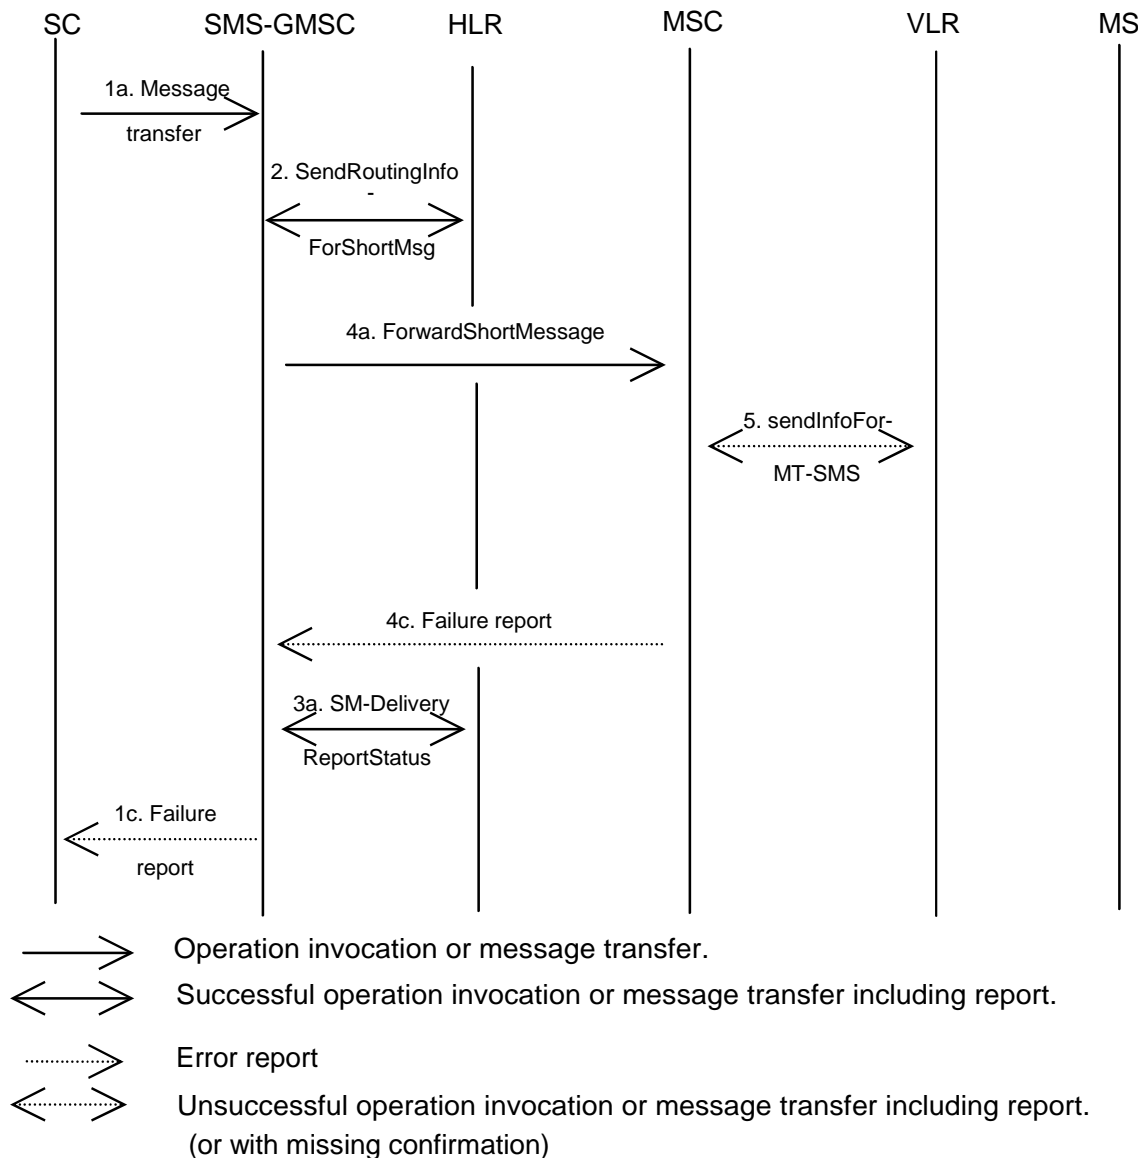 SC SMS-GMSC HLR MSC VLR MS
1a. Message
transfer
2. SendRoutingInfo
-
ForShortMsg
4a. ForwardShortMessage
5. sendInfoFor-
MT-SMS
4c. Failure report
3a. SM-Delivery
ReportStatus
1c. Failure
report
Operation invocation or message transfer.
Successful operation invocation or message transfer including report.
Error report
Unsuccessful operation invocation or message transfer including report.
(or with missing confirmation)